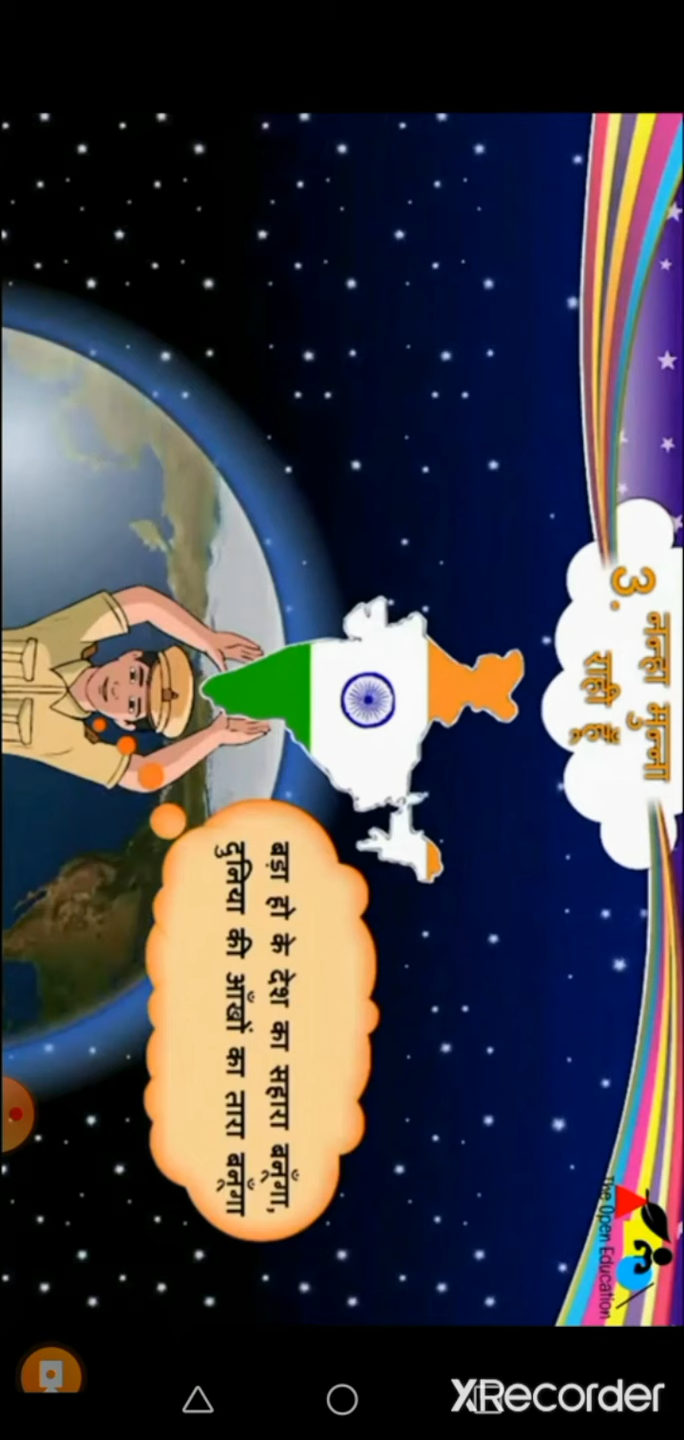 3. नन्हा मुन्ना
राही हूँ
बड़ा हो के देश का सहारा बनूँगा,
दुनिया की आँखों का तारा बनूँगा
The Open Education
XRecorder